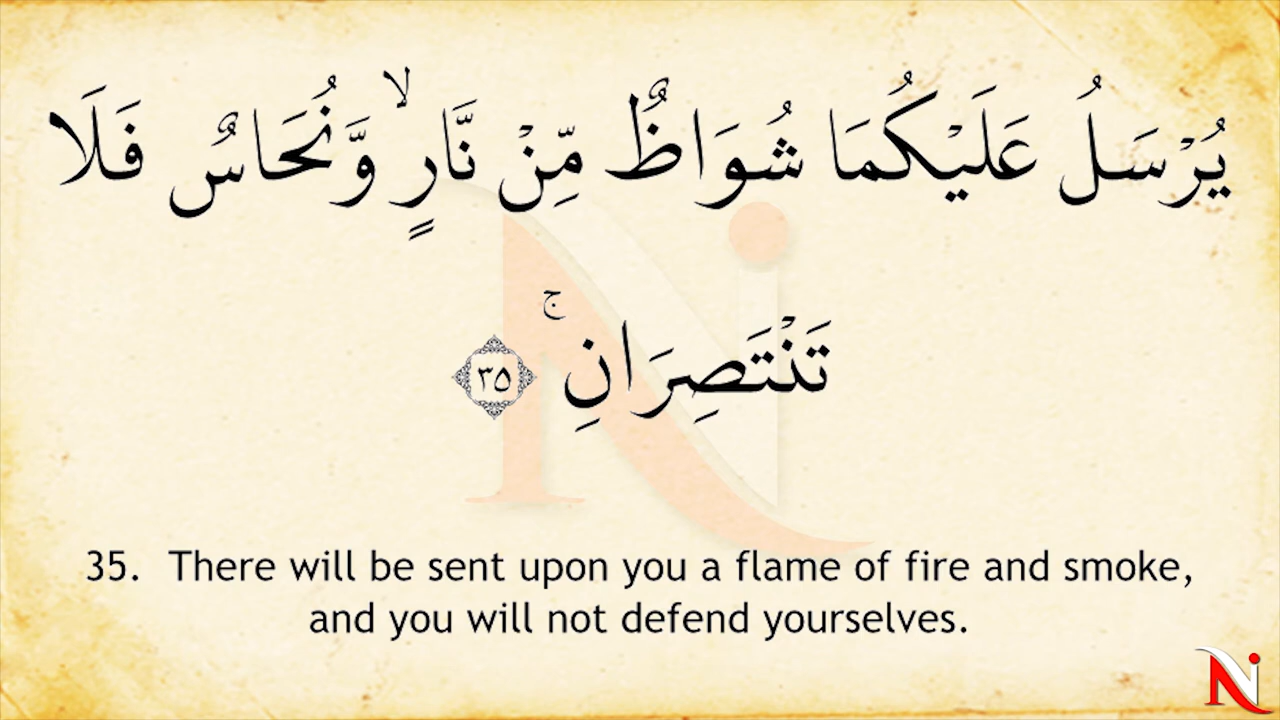 يُرْسَلُ عَلَيْكُمَا شُوَاظٌ مِّنْ نَّارٍ ۙ وَّنُحَاسٌ فَلَا
تَنْتَصِرَانِ ۚ ﴿٣٥﴾
35. There will be sent upon you a flame of fire and smoke,
and you will not defend yourselves.